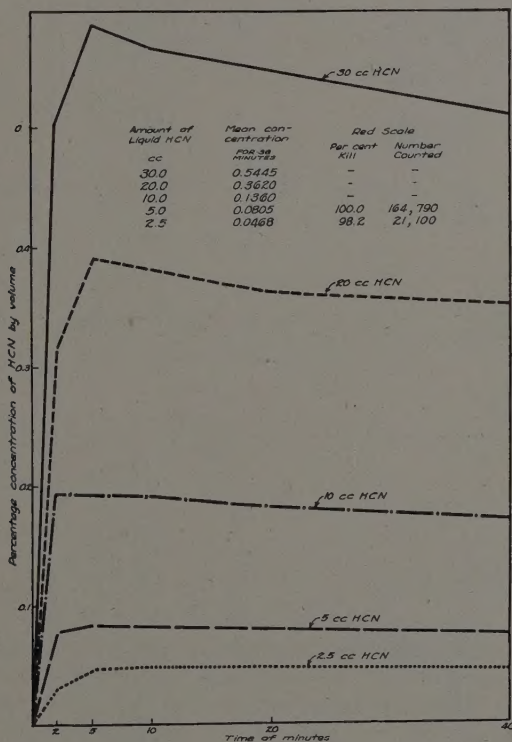 30 cc HCN
Amount of Liquid HCN Mean concentration Red Scale
cc FOR 38 MINUTES Per cent Kill Number Counted
30.0 0.5445 - -
20.0 0.3620 - -
10.0 0.1360 - -
5.0 0.0805 100.0 164,790
2.5 0.0468 98.2 21,100
Percentage concentration of HCN by volume
0.4
0.3
0.2
0.1
20 cc HCN
10 cc HCN
5 cc HCN
2.5 cc HCN
2 5 10 20 40
Time of minutes